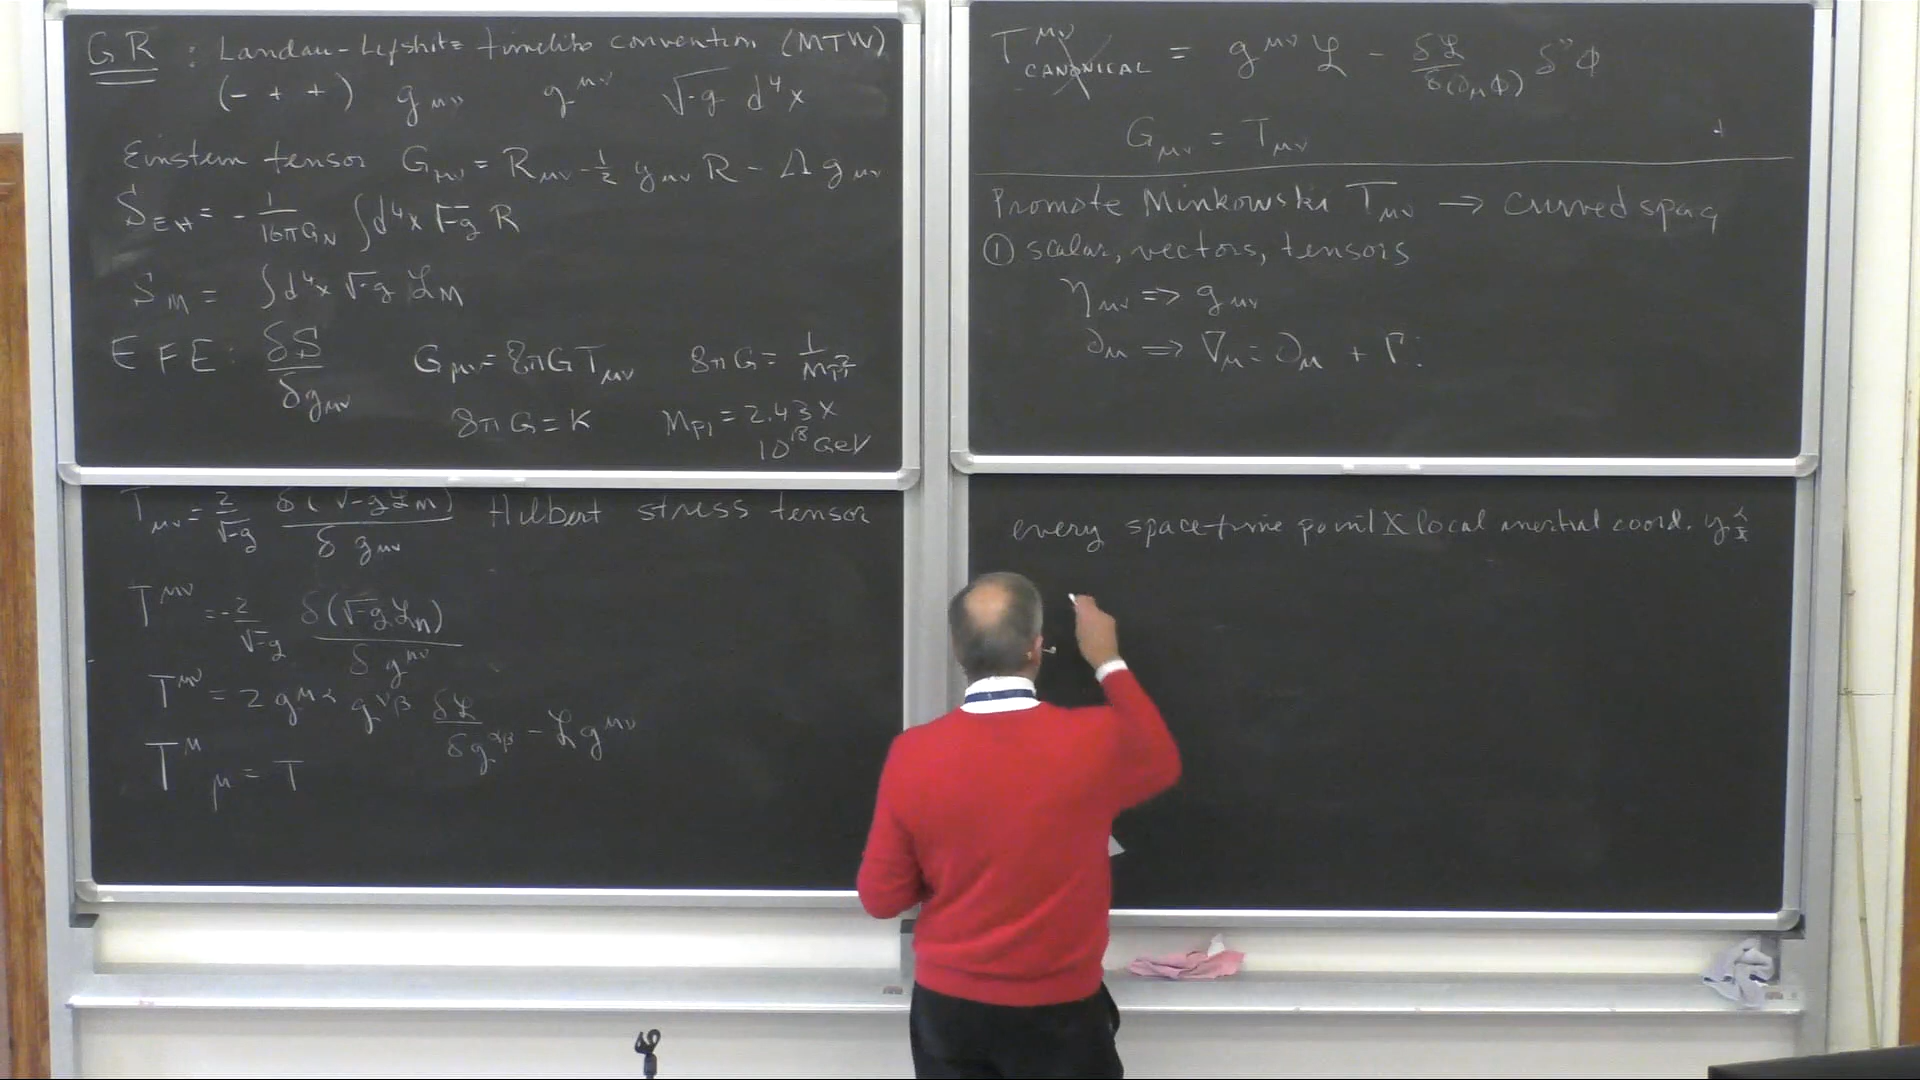 GR : Landau-Lifshitz timelike convention (MTW)
(- + +) g_μν g^μν √-g d⁴x
Einstein tensor G_μν = R_μν - 1/2 g_μν R - Λ g_μν
S_EH = - 1/16πG_N ∫d⁴x √-g R
S_M = ∫d⁴x √-g ℒ_M
EFE: δS/δg_μν G_μν = 8πG T_μν 8πG = 1/M_Pl²
8πG = K M_Pl = 2.43 x 10¹⁸ GeV
T_μν = 2/√-g δ(√-g ℒ_M)/δ g_μν Hilbert stress tensor
T^μν = -2/√-g δ(√-g ℒ_M)/δ g^μν
T^μν = 2 g^μα g^νβ δℒ/δg^αβ - ℒ g^μν
T^μ_μ = T
T^μν_CANONICAL = g^μν ℒ - δℒ/δ(∂_μ Φ) ∂^ν Φ
G_μν = T_μν
Promote Minkowski T_μν → curved space
① scalar, vectors, tensors
η_μν => g_μν
∂_μ => ∇_μ = ∂_μ + Γ:
every space-time point X local inertial coord. y^α_X